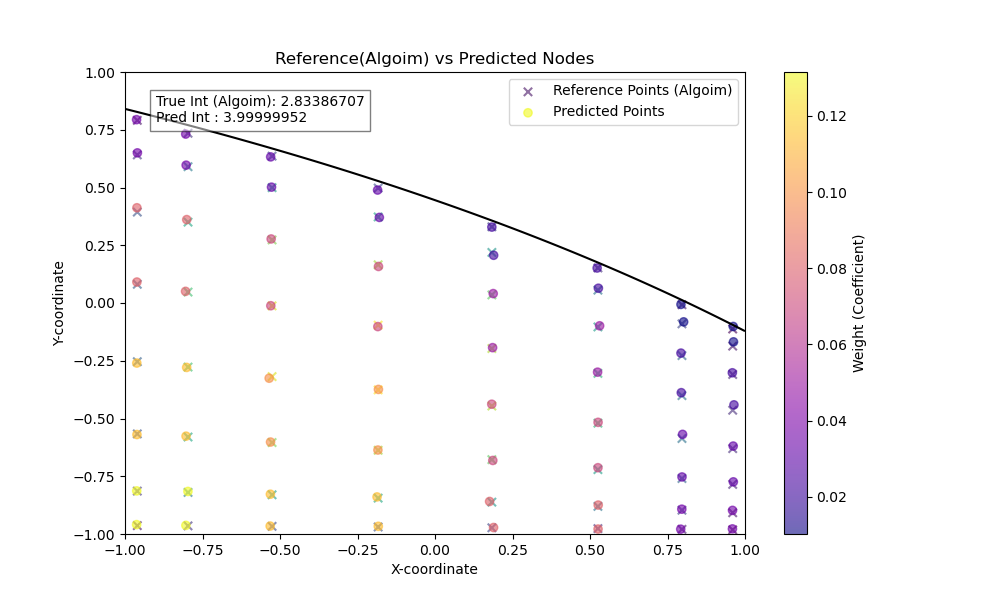 Reference(Algoim) vs Predicted Nodes
True Int (Algoim): 2.83386707
Pred Int : 3.99999952
Reference Points (Algoim)
Predicted Points
1.00
0.75
0.50
0.25
0.00
−0.25
−0.50
−0.75
−1.00
Y-coordinate
−1.00 −0.75 −0.50 −0.25 0.00 0.25 0.50 0.75 1.00
X-coordinate
0.12
0.10
0.08
0.06
0.04
0.02
Weight (Coefficient)